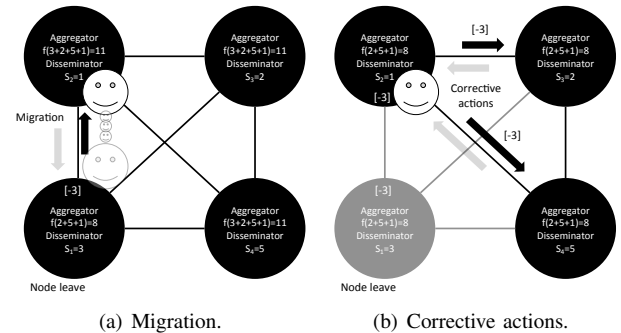 Aggregator
f(3+2+5+1)=11
Disseminator
S₂=1
Aggregator
f(3+2+5+1)=11
Disseminator
S₃=2
Migration
[-3]
Aggregator
f(2+5+1)=8
Disseminator
S₁=3
Aggregator
f(3+2+5+1)=11
Disseminator
S₄=5
Node leave
(a) Migration.
[-3]
Aggregator
f(2+5+1)=8
Disseminator
S₂=1
[-3]
Aggregator
f(2+5+1)=8
Disseminator
S₃=2
Corrective
actions
[-3]
[-3]
Aggregator
f(2+5+1)=8
Disseminator
S₁=3
Aggregator
f(2+5+1)=8
Disseminator
S₄=5
Node leave
(b) Corrective actions.